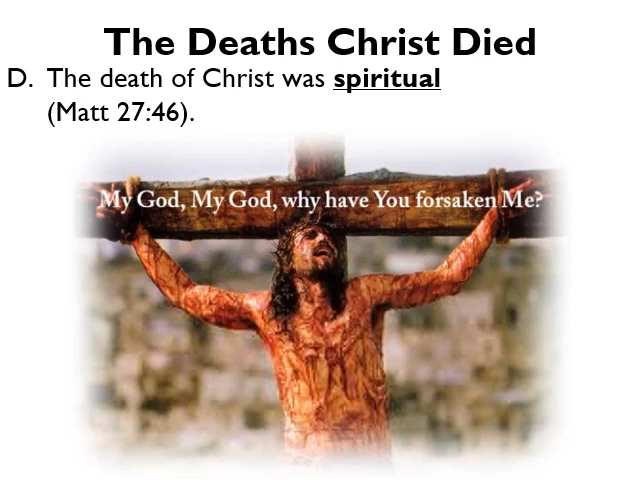 The Deaths Christ Died
D. The death of Christ was spiritual
(Matt 27:46).
My God, My God, why have You forsaken Me?